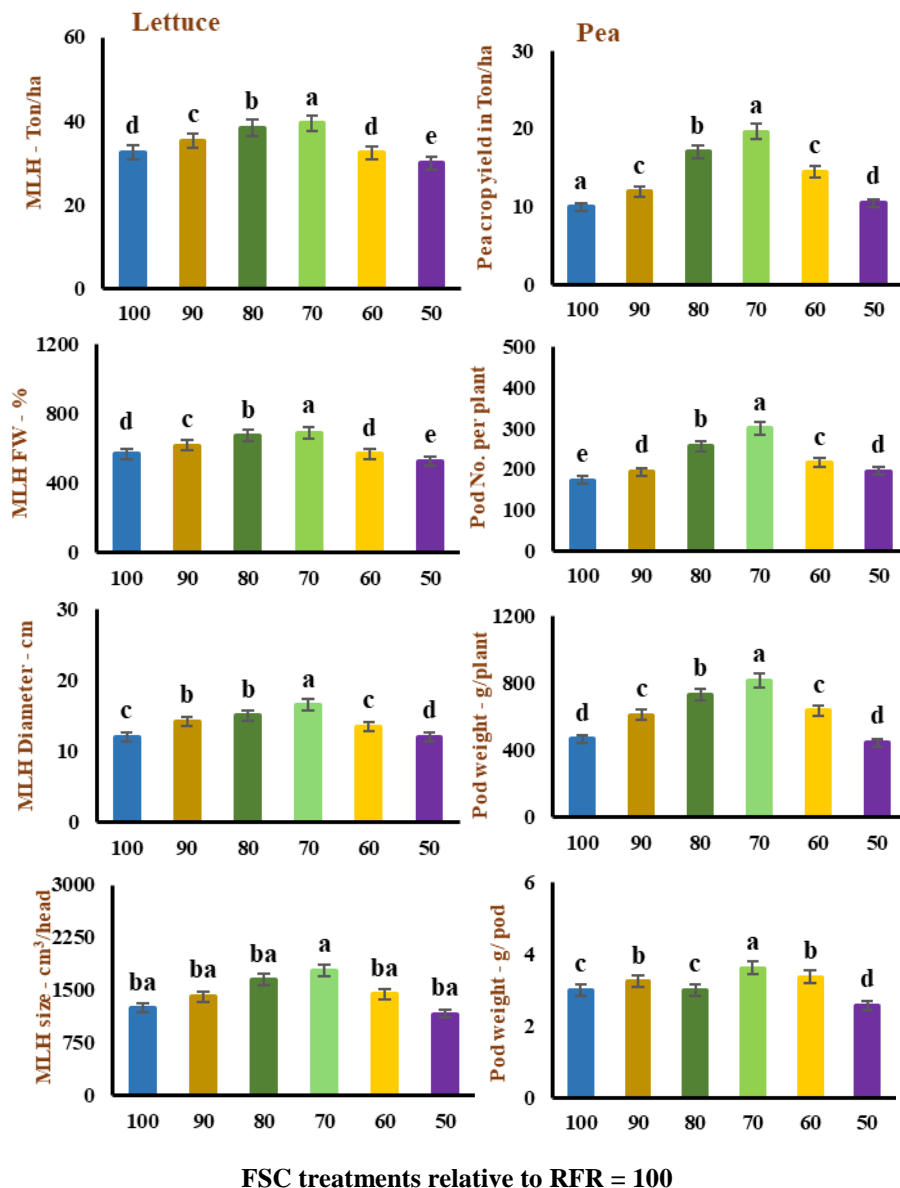 Lettuce
MLH - Ton/ha
60
40
20
0
d c b a d e
100 90 80 70 60 50
Pea
Pea crop yield in Ton/ha
30
20
10
0
a c b a c d
100 90 80 70 60 50
MLH FW - %
1200
800
400
0
d c b a d e
100 90 80 70 60 50
Pod No. per plant
500
400
300
200
100
0
e d b a c d
100 90 80 70 60 50
MLH Diameter - cm
30
20
10
0
c b b a c d
100 90 80 70 60 50
Pod weight - g/plant
1200
800
400
0
d c b a c d
100 90 80 70 60 50
MLH size - cm³/head
3000
2250
1500
750
0
ba ba ba a ba ba
100 90 80 70 60 50
Pod weight - g/ pod
6
4
2
0
c b c a b d
100 90 80 70 60 50
FSC treatments relative to RFR = 100